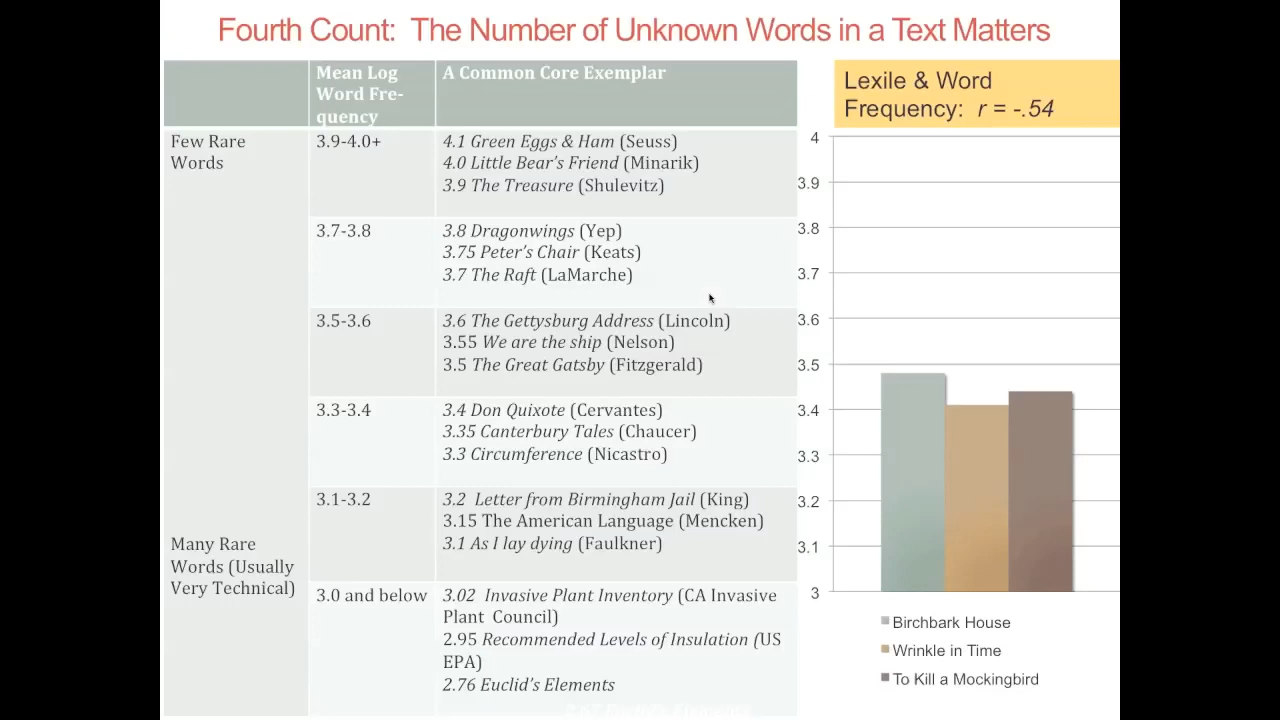 Fourth Count: The Number of Unknown Words in a Text Matters
Mean Log
Word Fre-
quency
A Common Core Exemplar
Few Rare
Words
3.9-4.0+
4.1 Green Eggs & Ham (Seuss)
4.0 Little Bear's Friend (Minarik)
3.9 The Treasure (Shulevitz)
3.7-3.8
3.8 Dragonwings (Yep)
3.75 Peter's Chair (Keats)
3.7 The Raft (LaMarche)
3.5-3.6
3.6 The Gettysburg Address (Lincoln)
3.55 We are the ship (Nelson)
3.5 The Great Gatsby (Fitzgerald)
3.3-3.4
3.4 Don Quixote (Cervantes)
3.35 Canterbury Tales (Chaucer)
3.3 Circumference (Nicastro)
3.1-3.2
3.2 Letter from Birmingham Jail (King)
3.15 The American Language (Mencken)
3.1 As I lay dying (Faulkner)
Many Rare
Words (Usually
Very Technical)
3.0 and below
3.02 Invasive Plant Inventory (CA Invasive
Plant Council)
2.95 Recommended Levels of Insulation (US
EPA)
2.76 Euclid's Elements
Lexile & Word
Frequency: r = -.54
4
3.9
3.8
3.7
3.6
3.5
3.4
3.3
3.2
3.1
3
Birchbark House
Wrinkle in Time
To Kill a Mockingbird